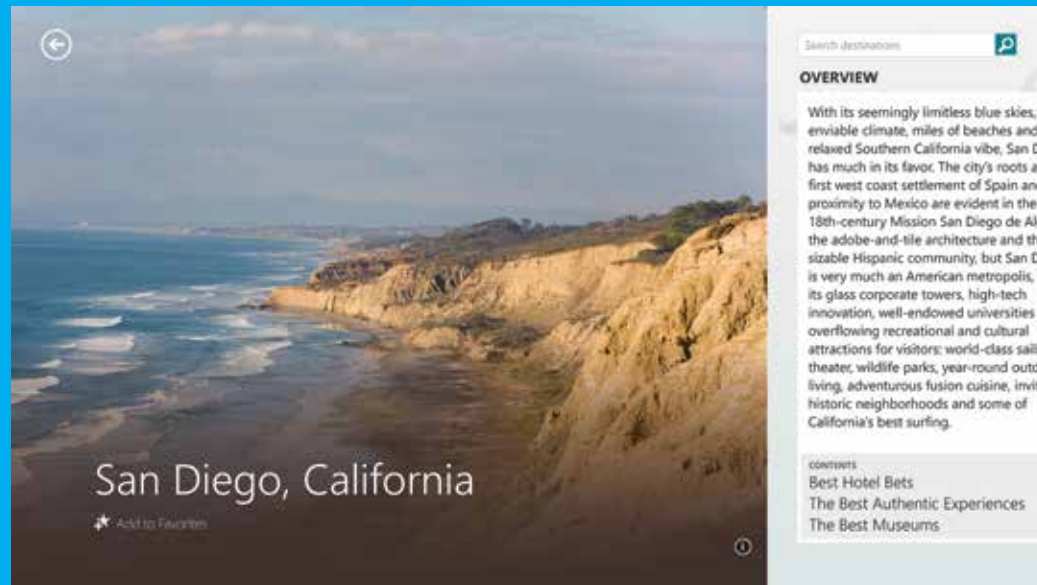 San Diego, California
Add to Favorites
Search destinations
OVERVIEW
With its seemingly limitless blue skies,
enviable climate, miles of beaches and
relaxed Southern California vibe, San D
has much in its favor. The city's roots a
first west coast settlement of Spain and
proximity to Mexico are evident in the
18th-century Mission San Diego de Al
the adobe-and-tile architecture and th
sizable Hispanic community, but San D
is very much an American metropolis,
its glass corporate towers, high-tech
innovation, well-endowed universities
overflowing recreational and cultural
attractions for visitors: world-class sail
theater, wildlife parks, year-round outd
living, adventurous fusion cuisine, invi
historic neighborhoods and some of
California's best surfing.
CONTENTS
Best Hotel Bets
The Best Authentic Experiences
The Best Museums